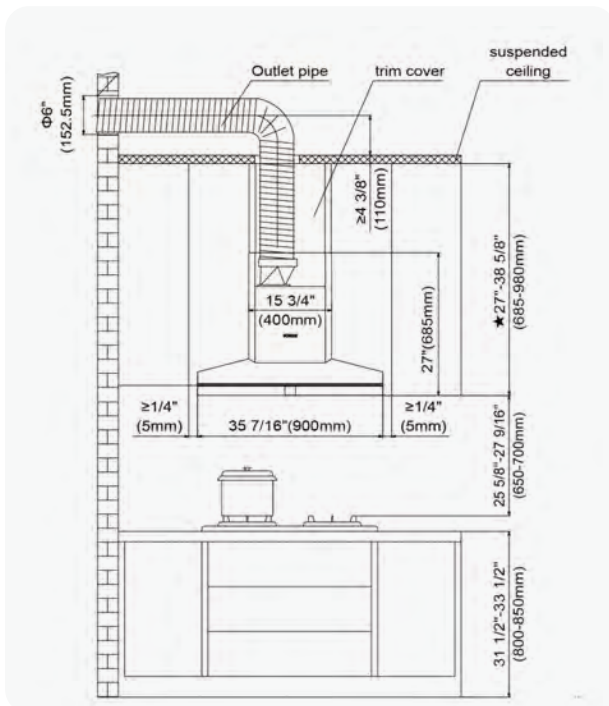 suspended
ceiling
Outlet pipe
trim cover
Φ6"
(152.5mm)
≥4 3/8"
(110mm)
★27"-38 5/8"
(685-980mm)
15 3/4"
(400mm)
27"(685mm)
≥1/4"
(5mm)
35 7/16"(900mm)
≥1/4"
(5mm)
25 5/8"-27 9/16"
(650-700mm)
31 1/2"-33 1/2"
(800-850mm)